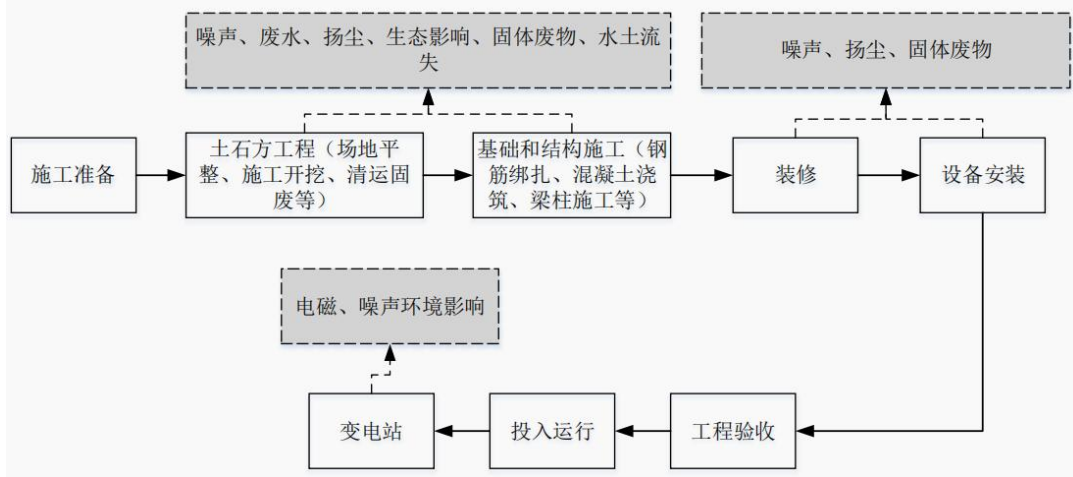 噪声、废水、扬尘、生态影响、固体废物、水土流
失
噪声、扬尘、固体废物
施工准备
土石方工程（场地平
整、施工开挖、清运固
废等）
基础和结构施工（钢
筋绑扎、混凝土浇
筑、梁柱施工等）
装修
设备安装
电磁、噪声环境影响
变电站
投入运行
工程验收